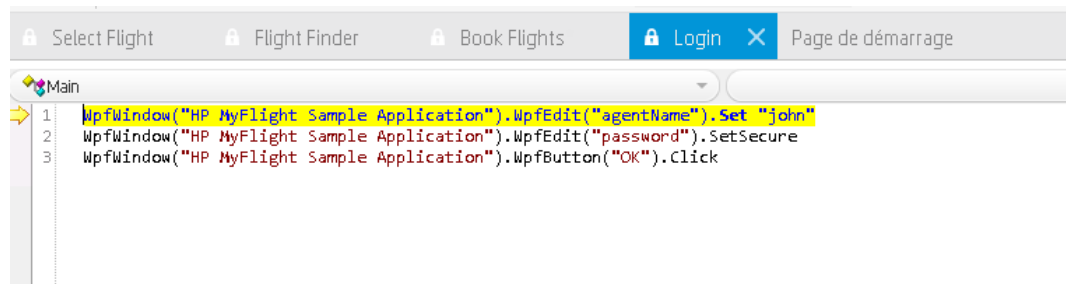 Select Flight Flight Finder Book Flights Login Page de démarrage
Main
1 WpfWindow("HP MyFlight Sample Application").WpfEdit("agentName").Set "john"
2 WpfWindow("HP MyFlight Sample Application").WpfEdit("password").SetSecure
3 WpfWindow("HP MyFlight Sample Application").WpfButton("OK").Click